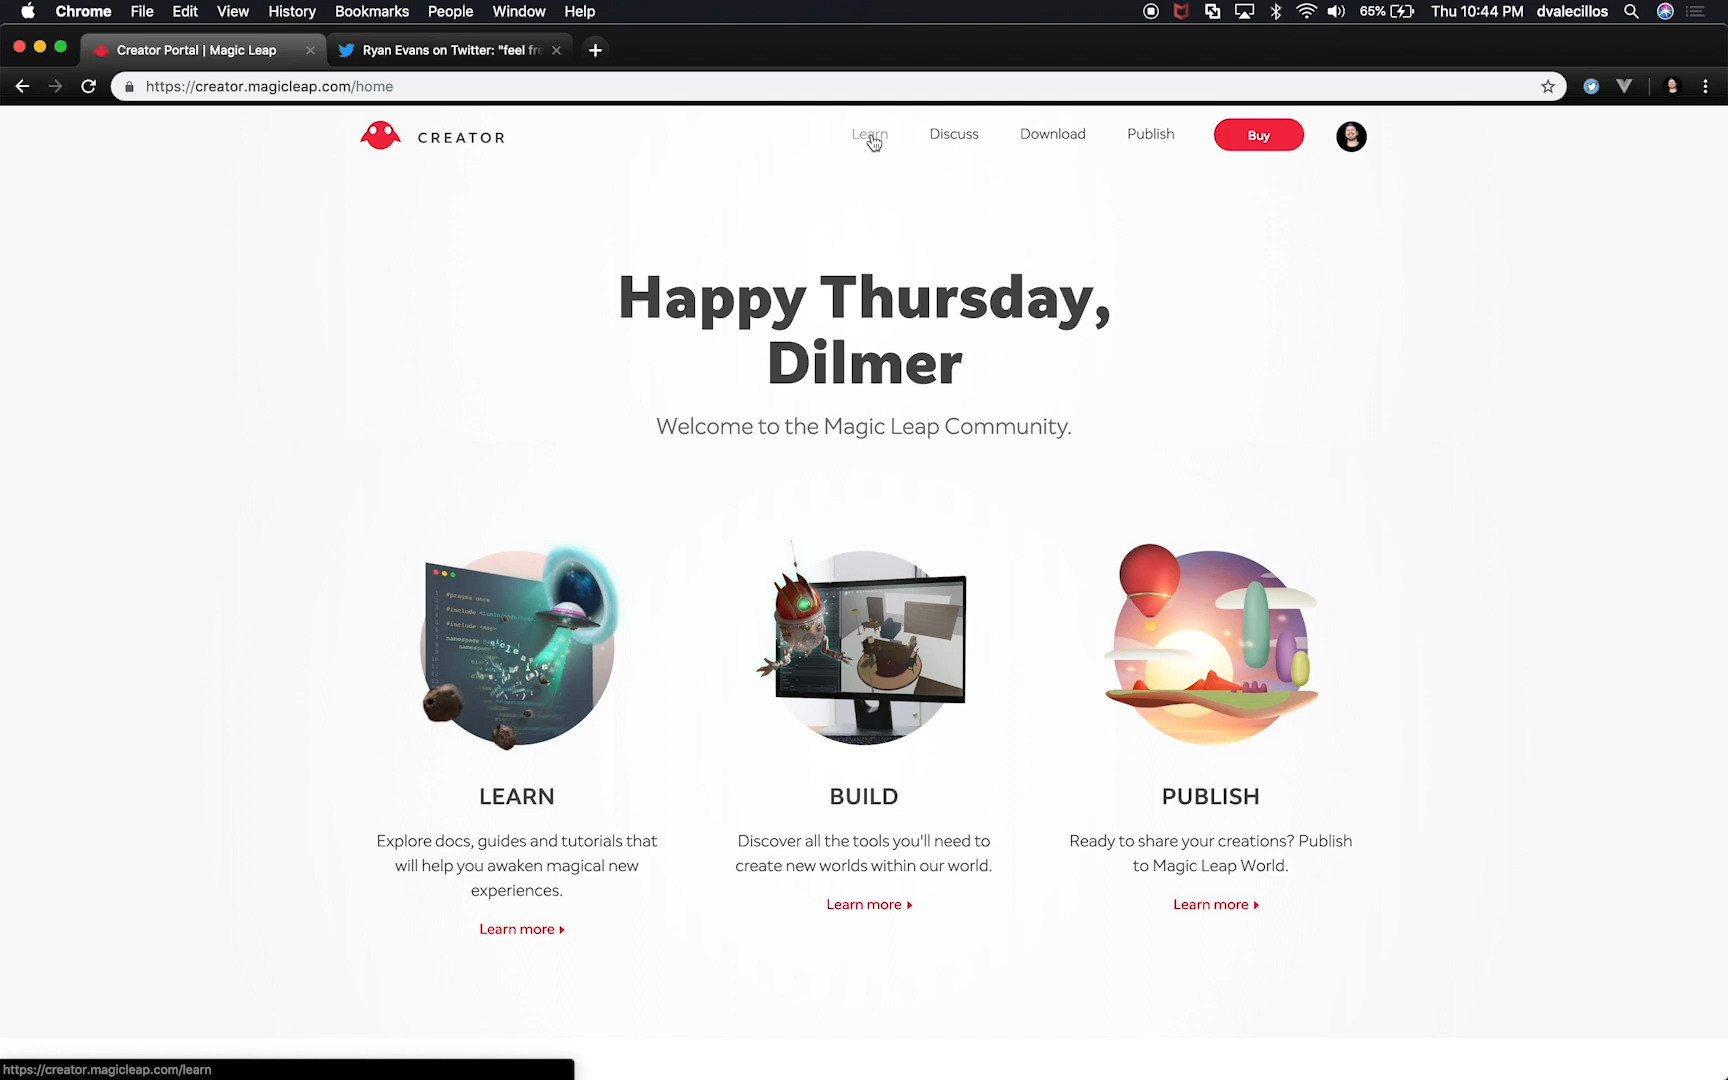 Chrome File Edit View History Bookmarks People Window Help 65% Thu 10:44 PM dvalecillos
Creator Portal | Magic Leap Ryan Evans on Twitter: "feel fre
https://creator.magicleap.com/home
CREATOR Learn Discuss Download Publish Buy
Happy Thursday,
Dilmer
Welcome to the Magic Leap Community.
#pragma once
LEARN
Explore docs, guides and tutorials that
will help you awaken magical new
experiences.
Learn more
BUILD
Discover all the tools you'll need to
create new worlds within our world.
Learn more
PUBLISH
Ready to share your creations? Publish
to Magic Leap World.
Learn more
https://creator.magicleap.com/learn